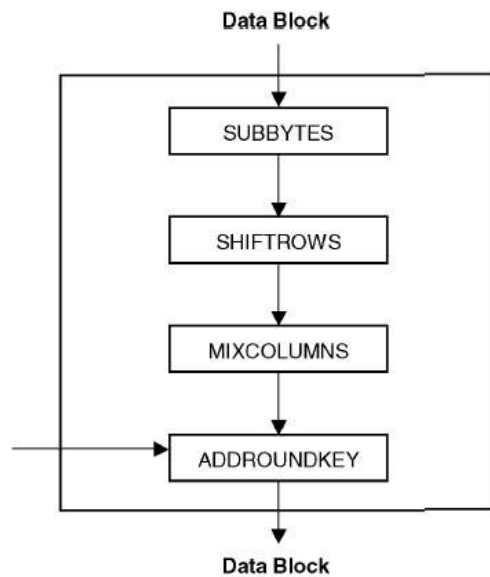 Data Block
SUBBYTES
SHIFTROWS
MIXCOLUMNS
ADDROUNDKEY
Data Block